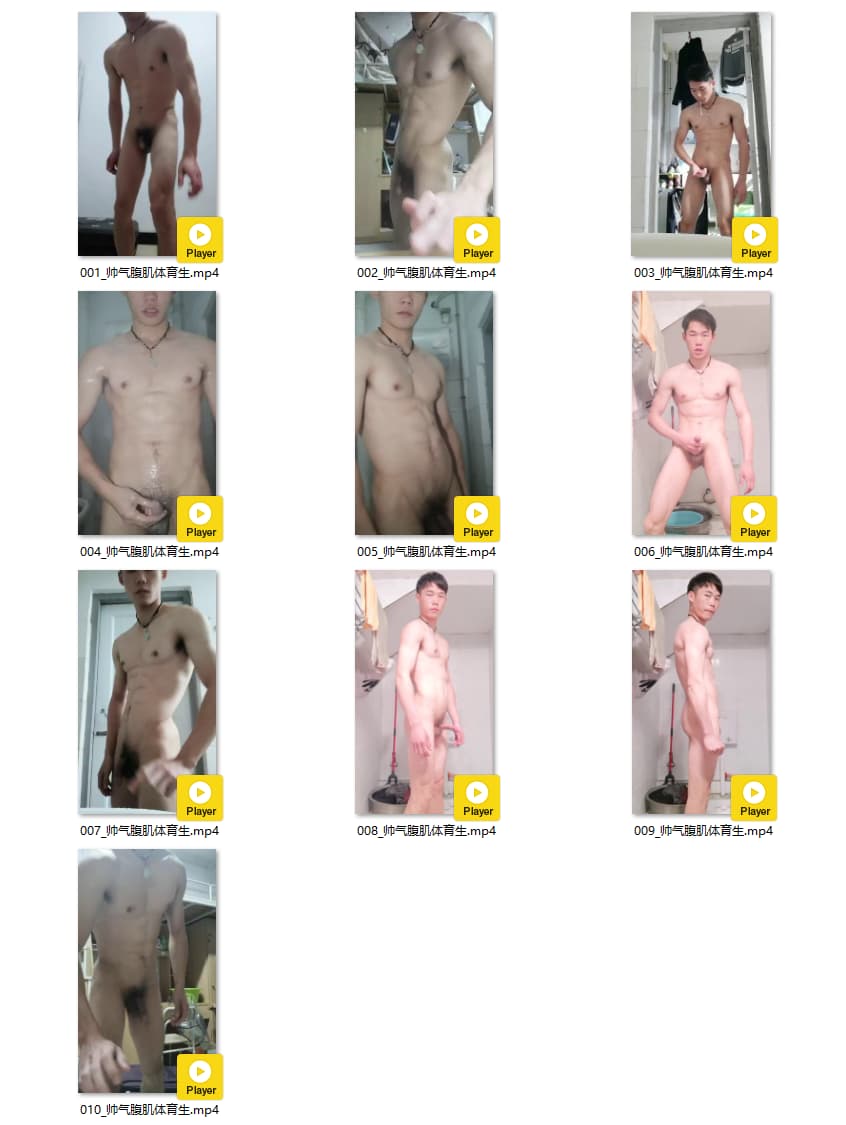 Player
Player
Player
001_帅气腹肌体育生.mp4
002_帅气腹肌体育生.mp4
003_帅气腹肌体育生.mp4
Player
Player
Player
004_帅气腹肌体育生.mp4
005_帅气腹肌体育生.mp4
006_帅气腹肌体育生.mp4
Player
Player
Player
007_帅气腹肌体育生.mp4
008_帅气腹肌体育生.mp4
009_帅气腹肌体育生.mp4
Player
010_帅气腹肌体育生.mp4